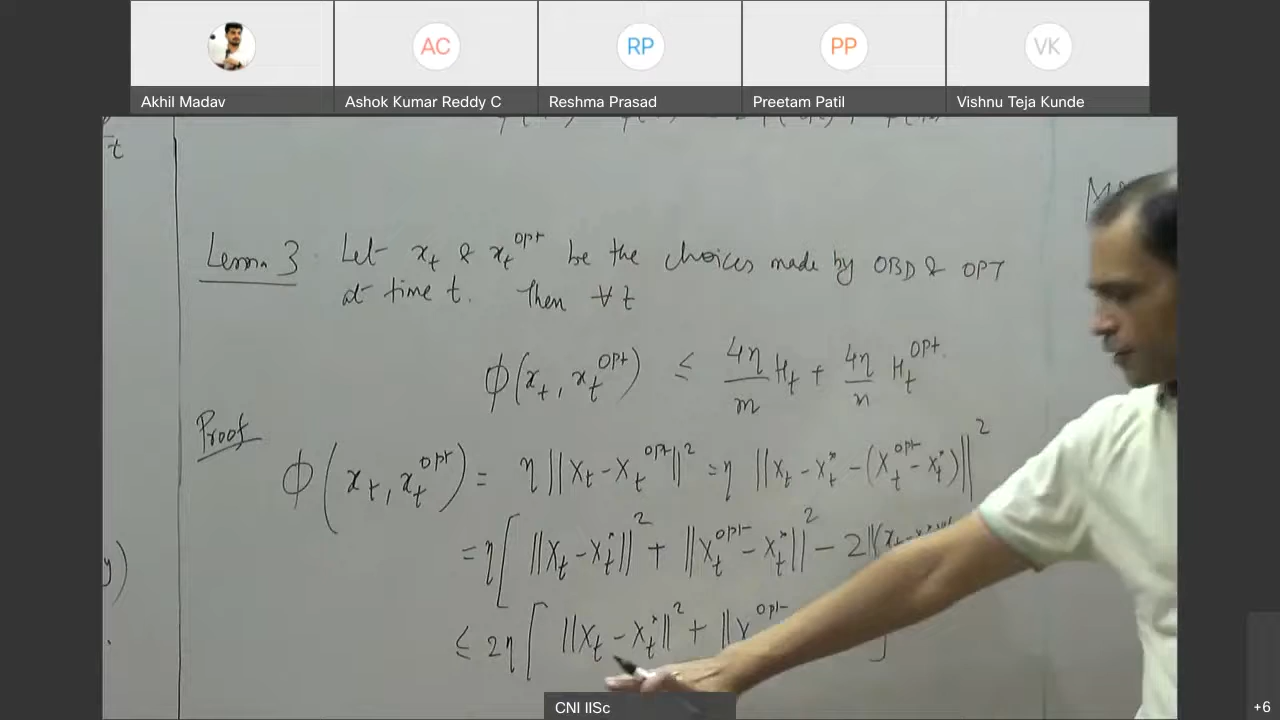 AC
RP
PP
VK
Akhil Madav
Ashok Kumar Reddy C
Reshma Prasad
Preetam Patil
Vishnu Teja Kunde
t
Lemma 3. Let x_t & x_t^{opt} be the choices made by OBD & OPT
at time t. Then ∀ t
ϕ(x_t, x_t^{opt}) ≤ \frac{4η}{m} H_t + \frac{4η}{m} H_t^{opt}.
Proof
ϕ(x_t, x_t^{opt}) = η ||x_t - x_t^{opt}||^2 = η ||x_t - x_t^* - (x_t^{opt} - x_t^*)||^2
= η [ ||x_t - x_t^*||^2 + ||x_t^{opt} - x_t^*||^2 - 2
≤ 2η [ ||x_t - x_t^*||^2 + ||x^{opt} ]
y)
CNI IISc
+6